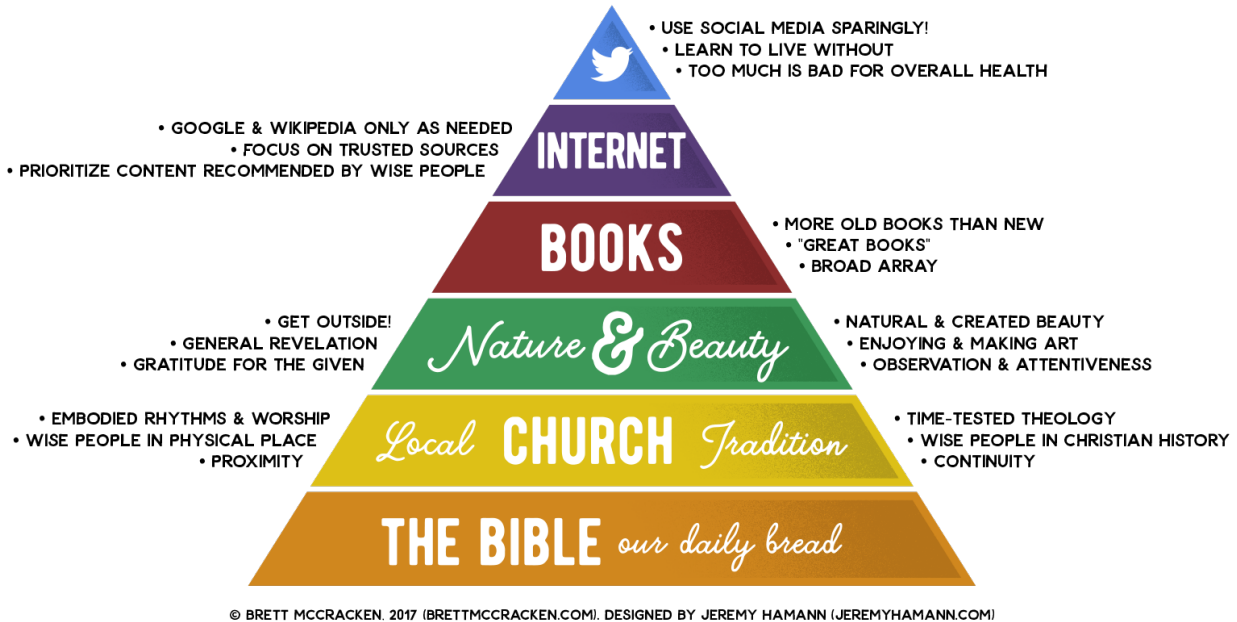 • USE SOCIAL MEDIA SPARINGLY!
• LEARN TO LIVE WITHOUT
• TOO MUCH IS BAD FOR OVERALL HEALTH
• GOOGLE & WIKIPEDIA ONLY AS NEEDED
• FOCUS ON TRUSTED SOURCES
• PRIORITIZE CONTENT RECOMMENDED BY WISE PEOPLE
INTERNET
BOOKS
• MORE OLD BOOKS THAN NEW
• "GREAT BOOKS"
• BROAD ARRAY
• GET OUTSIDE!
• GENERAL REVELATION
• GRATITUDE FOR THE GIVEN
Nature & Beauty
• NATURAL & CREATED BEAUTY
• ENJOYING & MAKING ART
• OBSERVATION & ATTENTIVENESS
• EMBODIED RHYTHMS & WORSHIP
• WISE PEOPLE IN PHYSICAL PLACE
• PROXIMITY
Local CHURCH Tradition
• TIME-TESTED THEOLOGY
• WISE PEOPLE IN CHRISTIAN HISTORY
• CONTINUITY
THE BIBLE our daily bread
© BRETT MCCRACKEN, 2017 (BRETTMCCRACKEN.COM). DESIGNED BY JEREMY HAMANN (JEREMYHAMANN.COM)